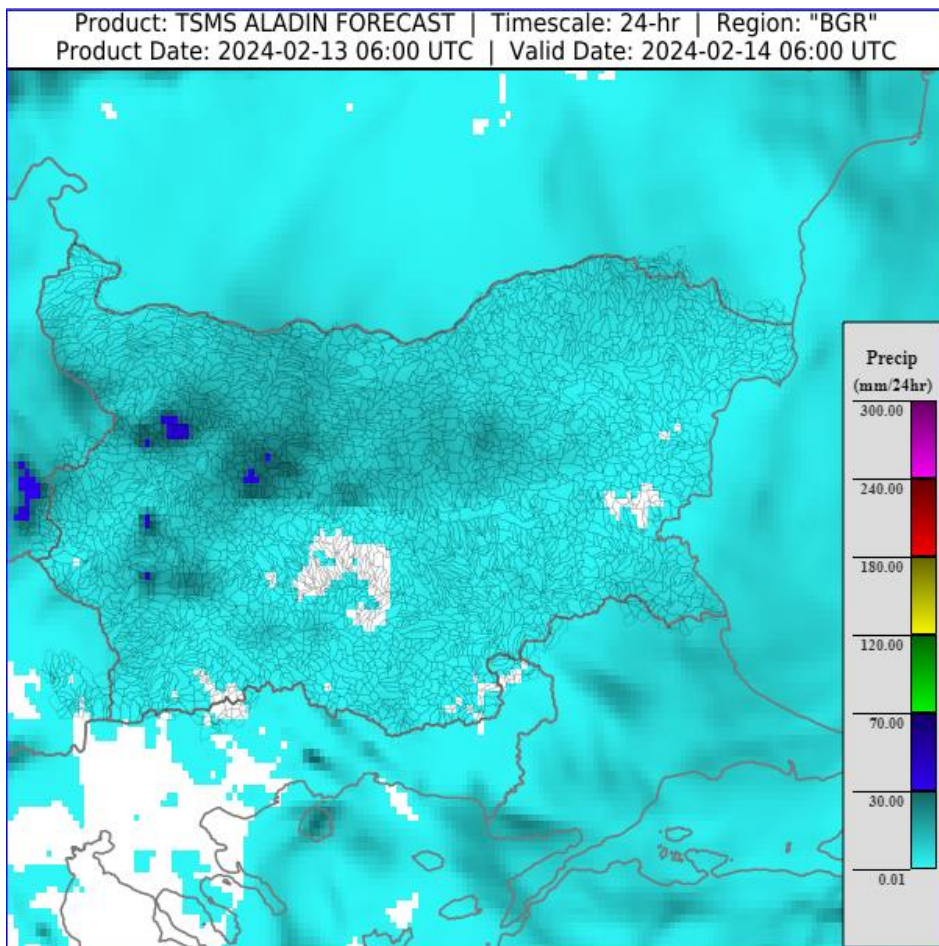 Product: TSMS ALADIN FORECAST | Timescale: 24-hr | Region: "BGR"
Product Date: 2024-02-13 06:00 UTC | Valid Date: 2024-02-14 06:00 UTC
Precip
(mm/24hr)
300.00
240.00
180.00
120.00
70.00
30.00
0.01